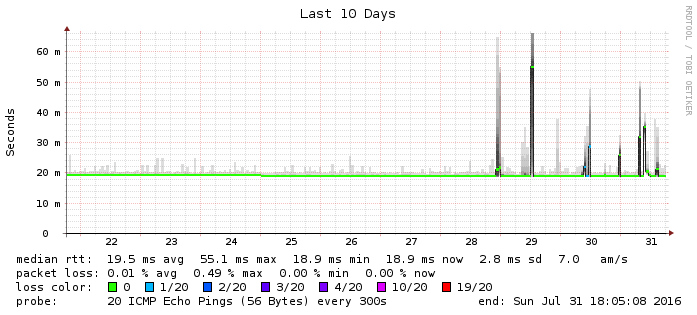 Last 10 Days
RRDTOOL / TOBI OETIKER
Seconds
60 m
50 m
40 m
30 m
20 m
10 m
0
22 23 24 25 26 27 28 29 30 31
median rtt: 19.5 ms avg 55.1 ms max 18.9 ms min 18.9 ms now 2.8 ms sd 7.0 am/s
packet loss: 0.01 % avg 0.49 % max 0.00 % min 0.00 % now
loss color: 0 1/20 2/20 3/20 4/20 10/20 19/20
probe: 20 ICMP Echo Pings (56 Bytes) every 300s end: Sun Jul 31 18:05:08 2016